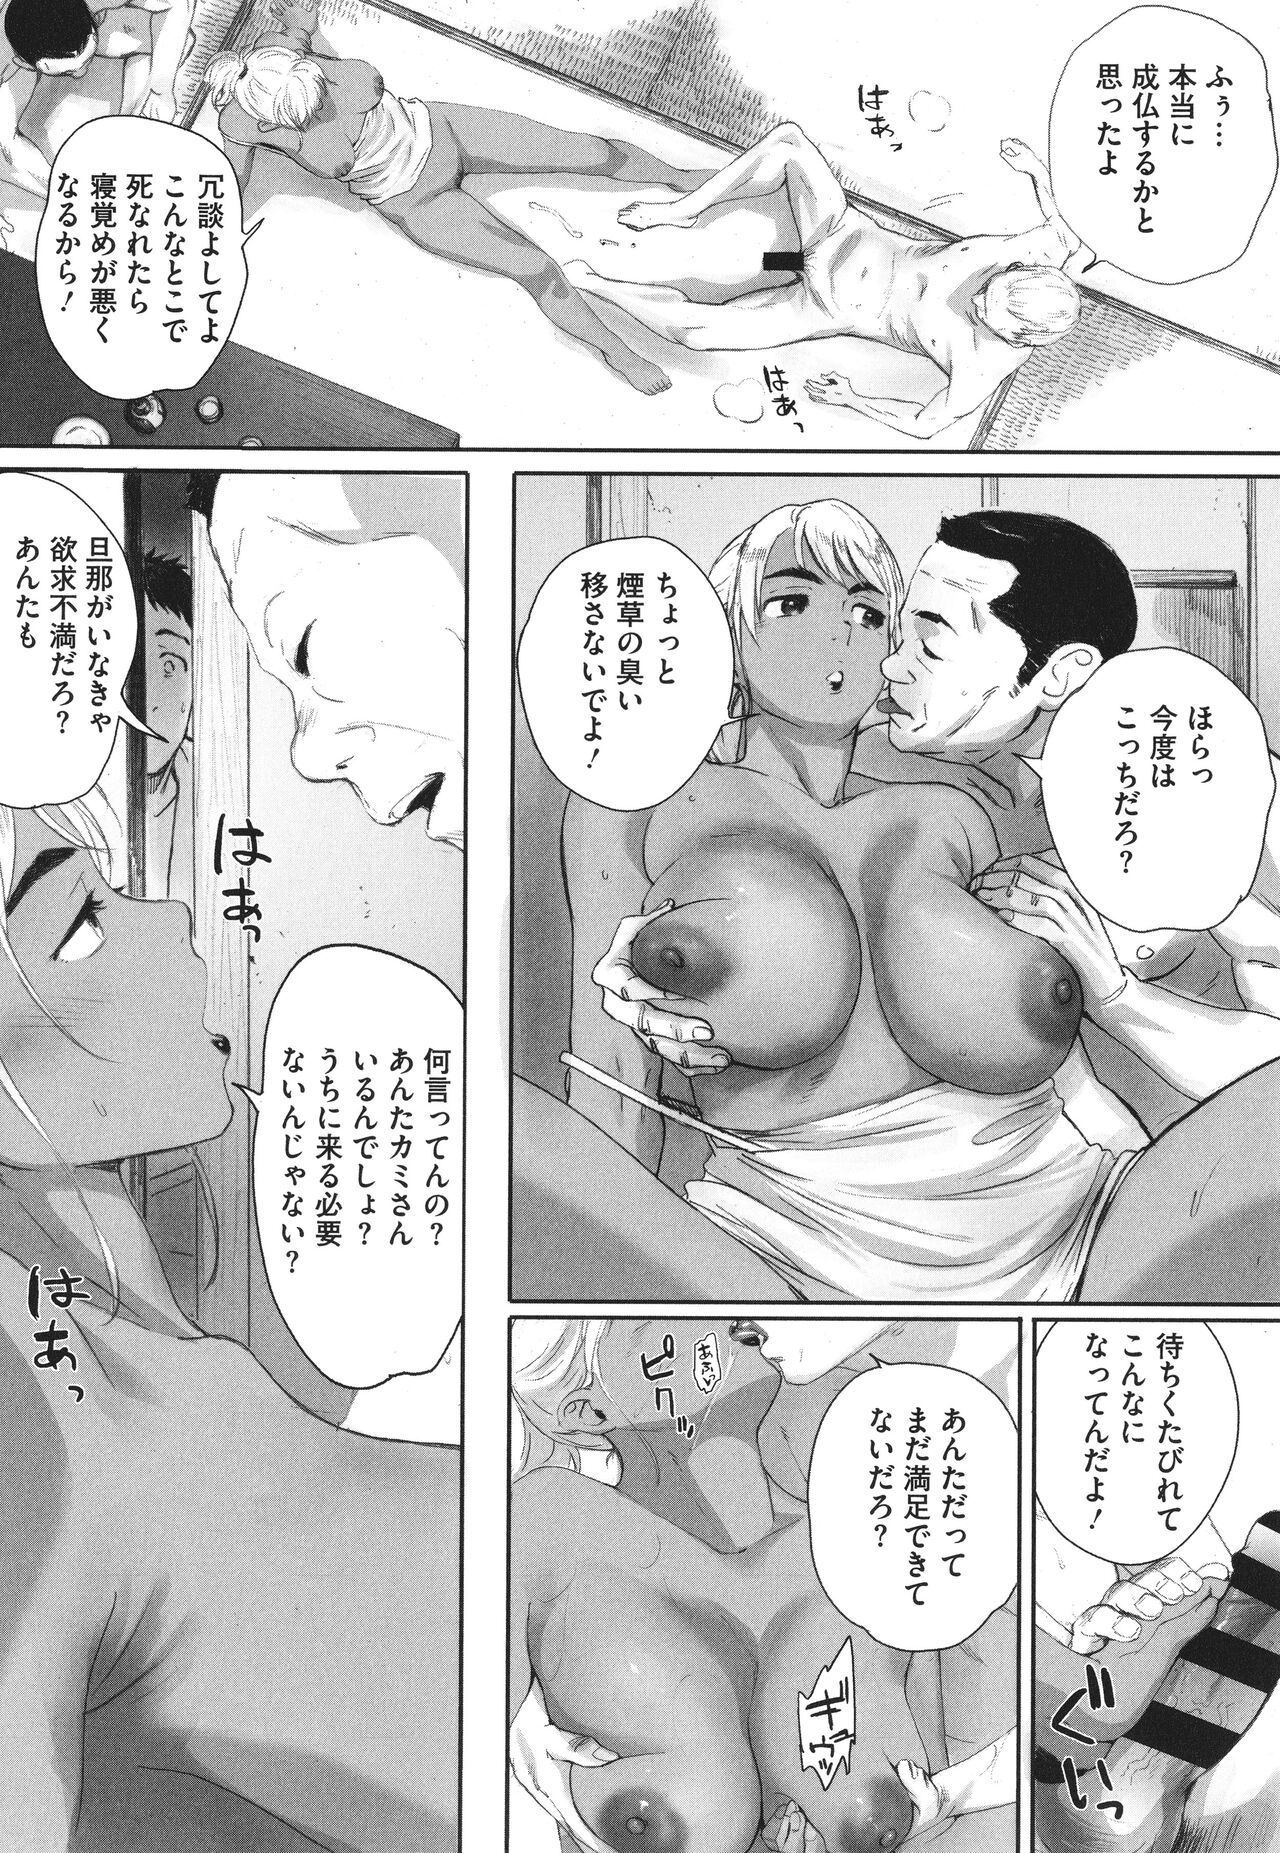 ふぅ…
本当に
成仏するかと
思ったよ
はあっ
はあっ
冗談よしてよ
こんなとこで
死なれたら
寝覚めが悪く
なるから！
ほらっ
今度は
こっちだろ？
ちょっと
煙草の臭い
移さないでよ！
待ちくたびれて
こんなに
なってんだよ！
ぐいっ
あんただって
まだ満足できて
ないだろ？
あふぅっ
ピクッ
ギュウッ
旦那がいなきゃ
欲求不満だろ？
あんたも
はあっ
何言ってんの？
あんたカミさん
いるんでしょ？
うちに来る必要
ないんじゃない？
はあっ